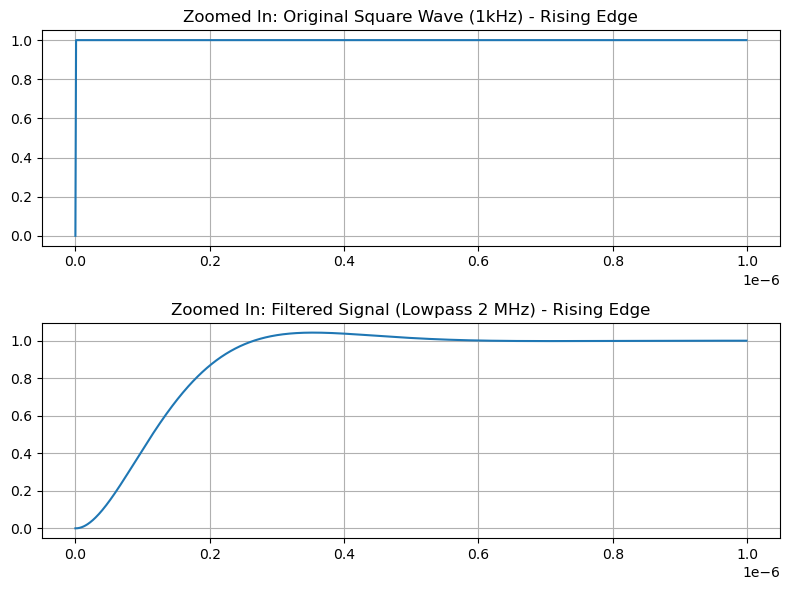 Zoomed In: Original Square Wave (1kHz) - Rising Edge
1.0
0.8
0.6
0.4
0.2
0.0
0.0 0.2 0.4 0.6 0.8 1.0
1e−6
Zoomed In: Filtered Signal (Lowpass 2 MHz) - Rising Edge
1.0
0.8
0.6
0.4
0.2
0.0
0.0 0.2 0.4 0.6 0.8 1.0
1e−6